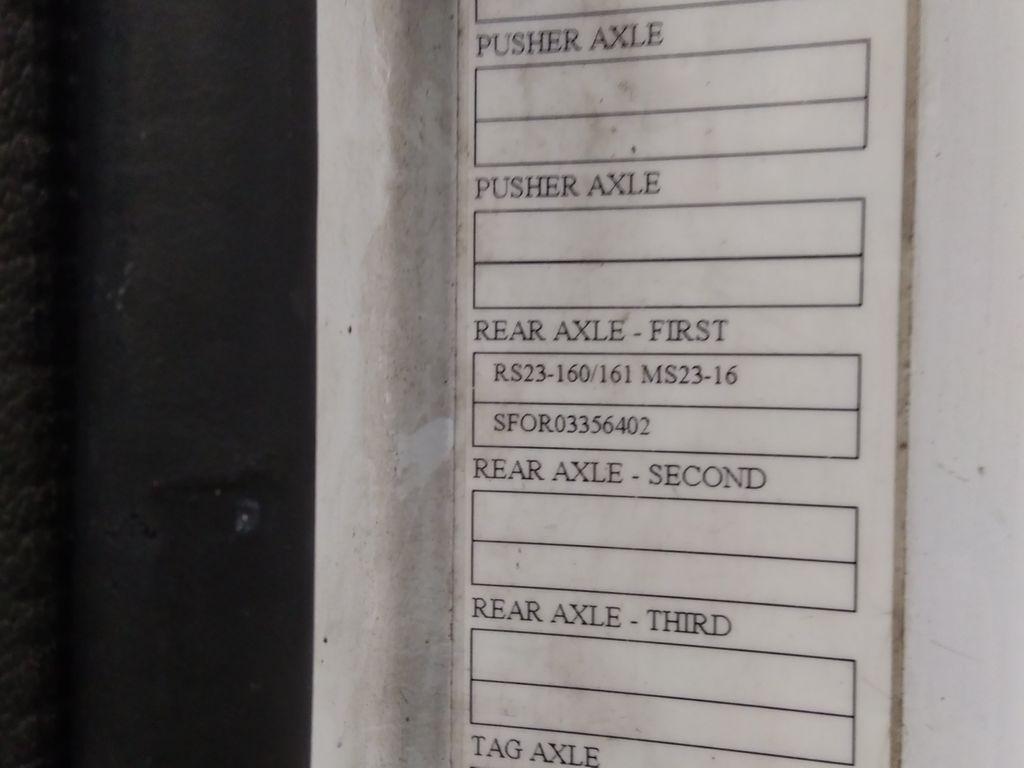 PUSHER AXLE
PUSHER AXLE
REAR AXLE - FIRST
RS23-160/161 MS23-16
SFOR03356402
REAR AXLE - SECOND
REAR AXLE - THIRD
TAG AXLE